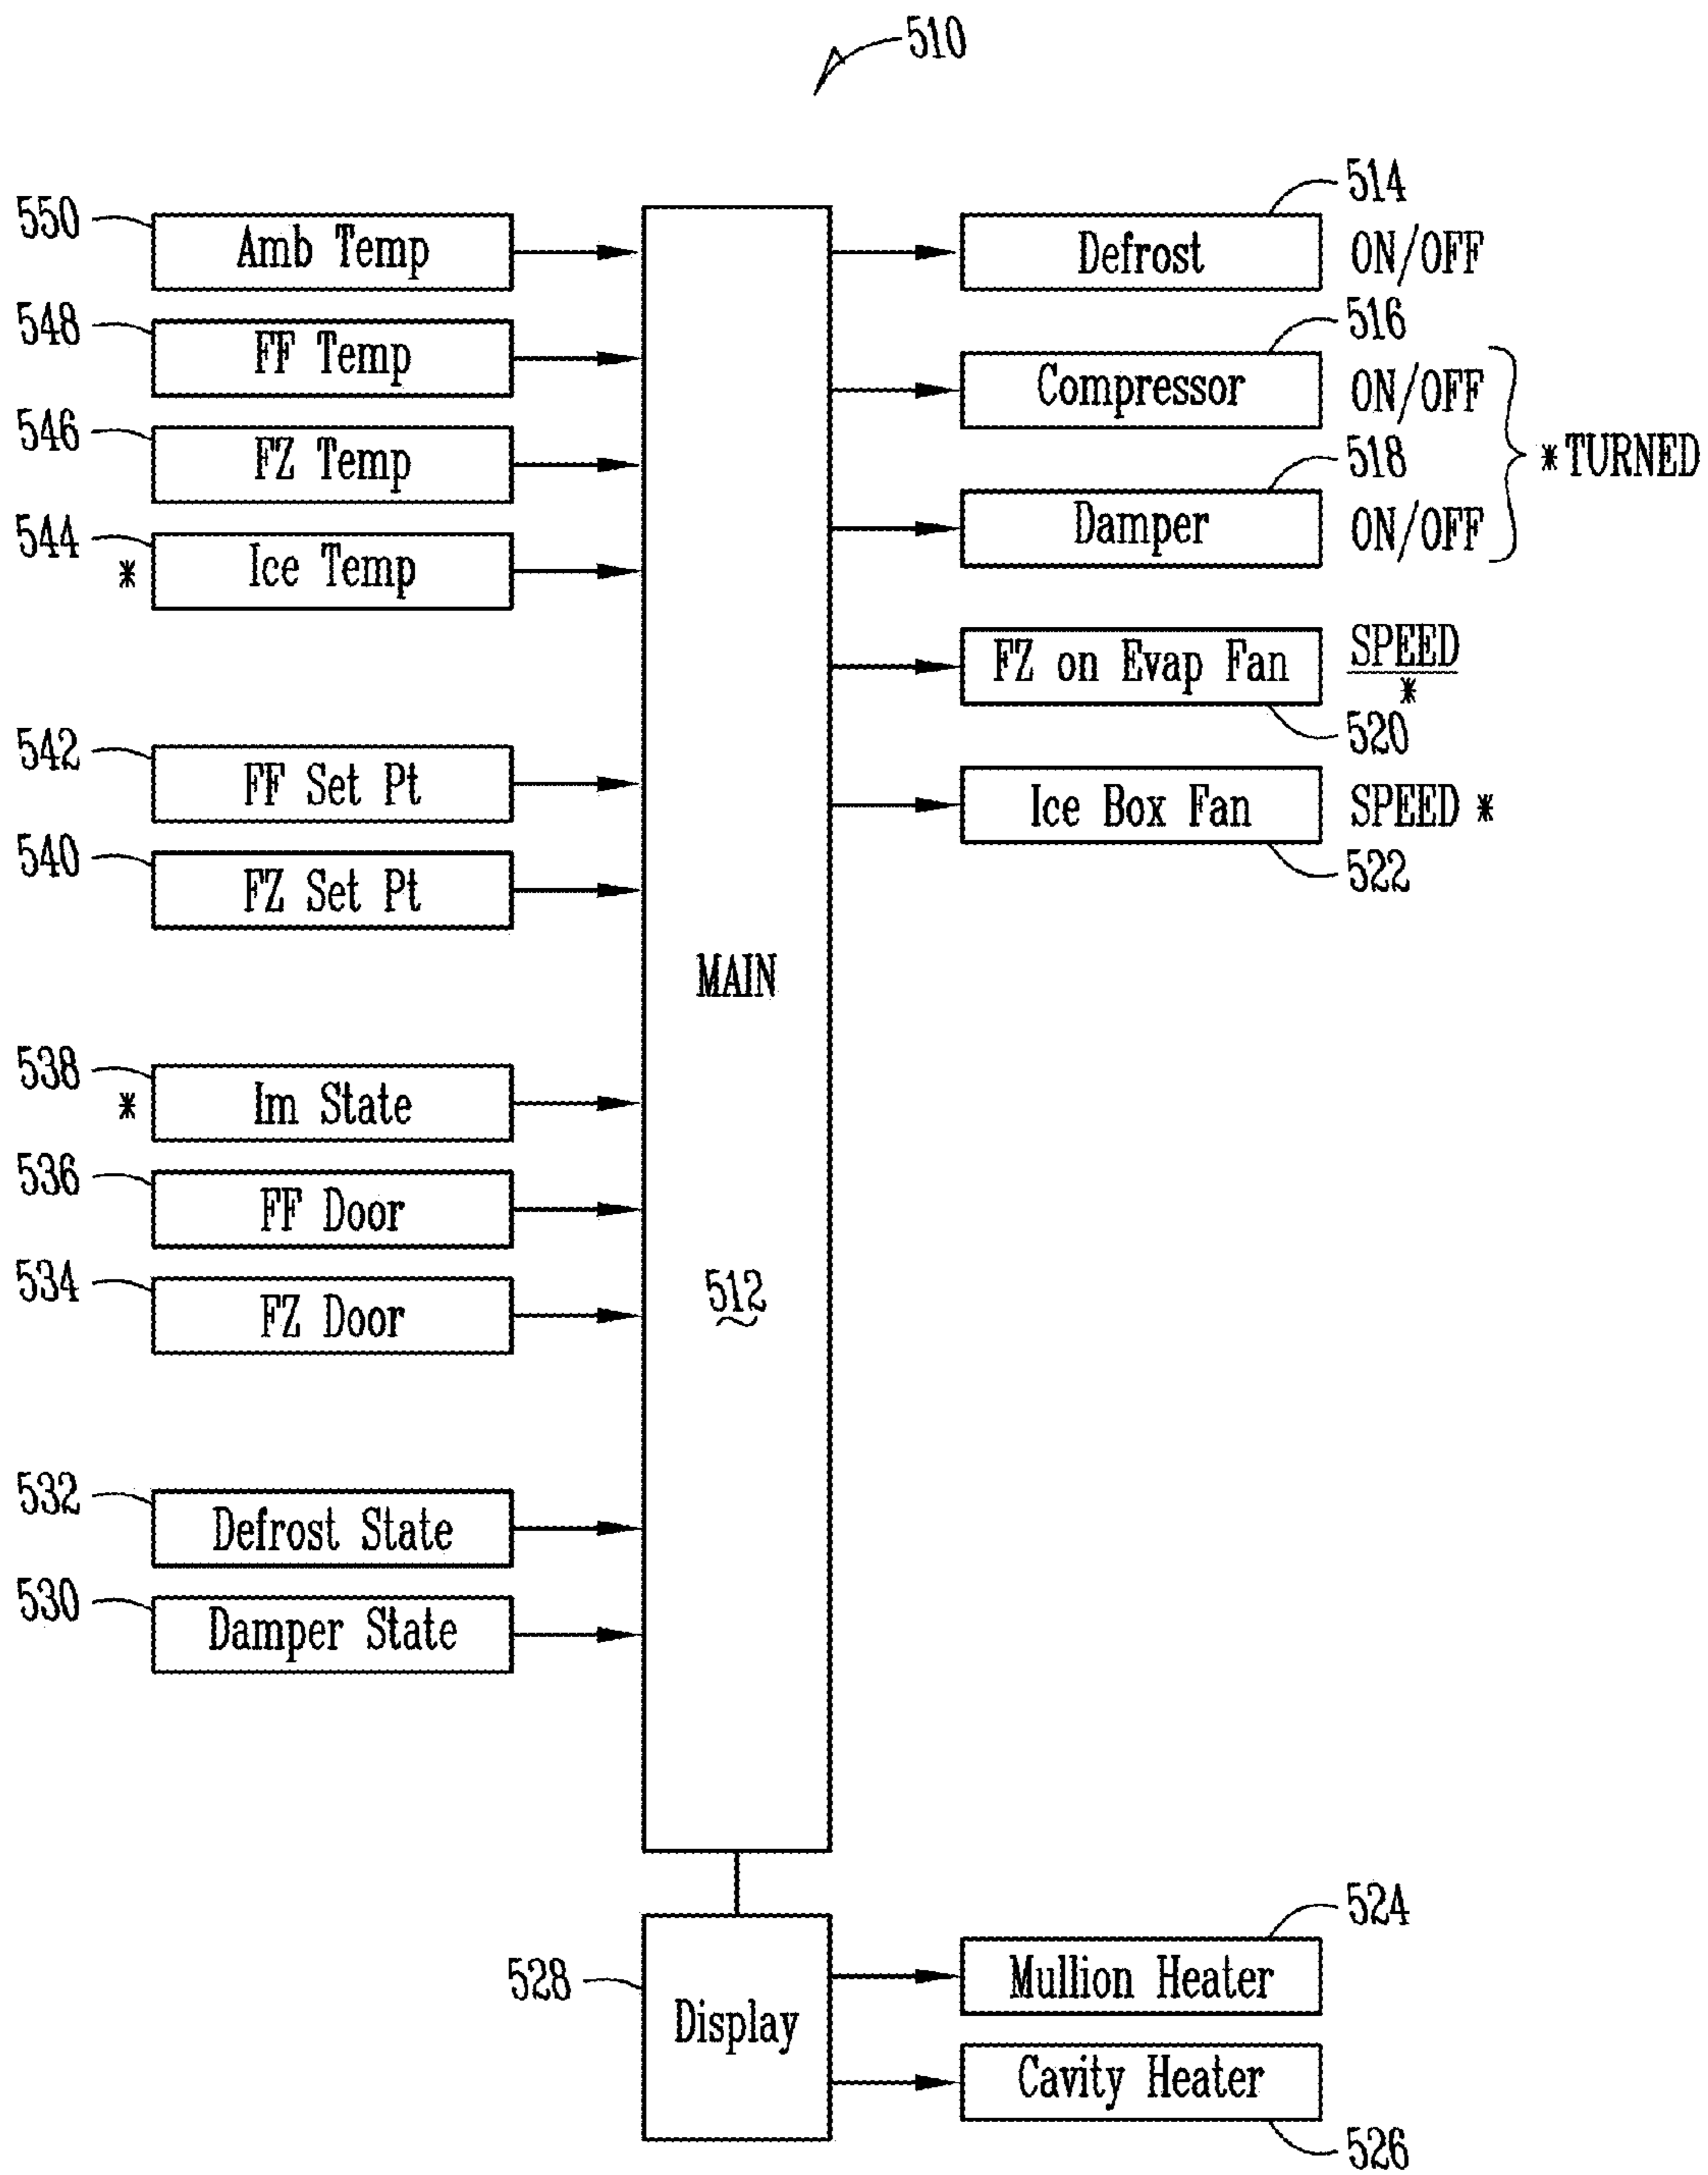 510
550
Amb Temp
548
FF Temp
546
FZ Temp
544
* Ice Temp
542
FF Set Pt
540
FZ Set Pt
538
* Im State
536
FF Door
534
FZ Door
532
Defrost State
530
Damper State
MAIN
512
514
Defrost ON/OFF
516
Compressor ON/OFF
*TURNED
518
Damper ON/OFF
FZ on Evap Fan SPEED
*
520
Ice Box Fan SPEED *
522
528
Display
524
Mullion Heater
Cavity Heater
526